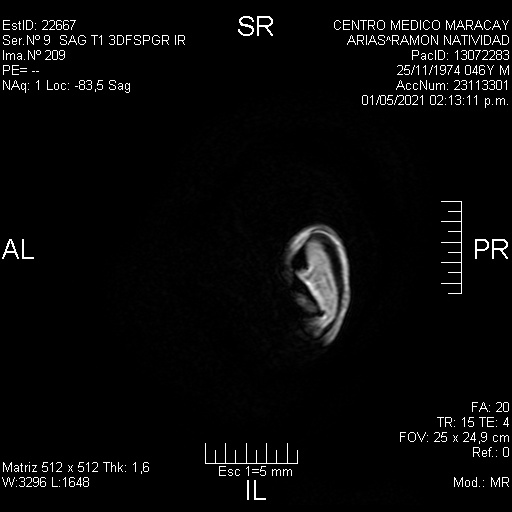 EstID: 22667
Ser.Nº 9 SAG T1 3DFSPGR IR
Ima.Nº 209
PE= --
NAq: 1 Loc: -83,5 Sag
SR
CENTRO MEDICO MARACAY
ARIAS^RAMON NATIVIDAD
PacID: 13072283
25/11/1974 046Y M
AccNum: 23113301
01/05/2021 02:13:11 p.m.
AL
PR
FA: 20
TR: 15 TE: 4
FOV: 25 x 24,9 cm
Ref.: 0
Mod.: MR
Matriz 512 x 512 Thk: 1,6
W:3296 L:1648
Esc 1=5 mm
IL